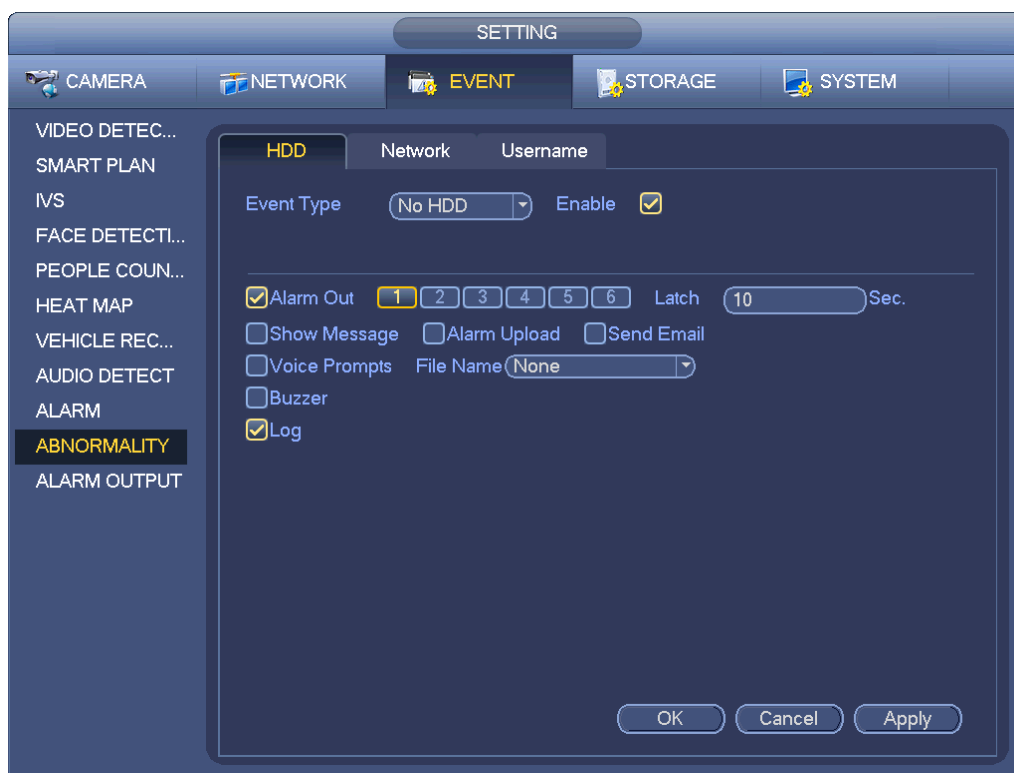 SETTING
CAMERA NETWORK EVENT STORAGE SYSTEM
VIDEO DETEC...
SMART PLAN
IVS
FACE DETECTI...
PEOPLE COUN...
HEAT MAP
VEHICLE REC...
AUDIO DETECT
ALARM
ABNORMALITY
ALARM OUTPUT
HDD Network Username
Event Type No HDD Enable
Alarm Out 1 2 3 4 5 6 Latch 10 Sec.
Show Message Alarm Upload Send Email
Voice Prompts File Name None
Buzzer
Log
OK Cancel Apply